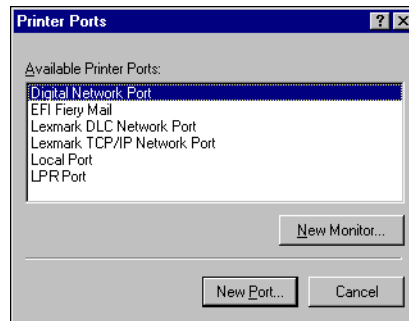 Printer Ports
Available Printer Ports:
Digital Network Port
EFI Fiery Mail
Lexmark DLC Network Port
Lexmark TCP/IP Network Port
Local Port
LPR Port
New Monitor...
New Port...
Cancel